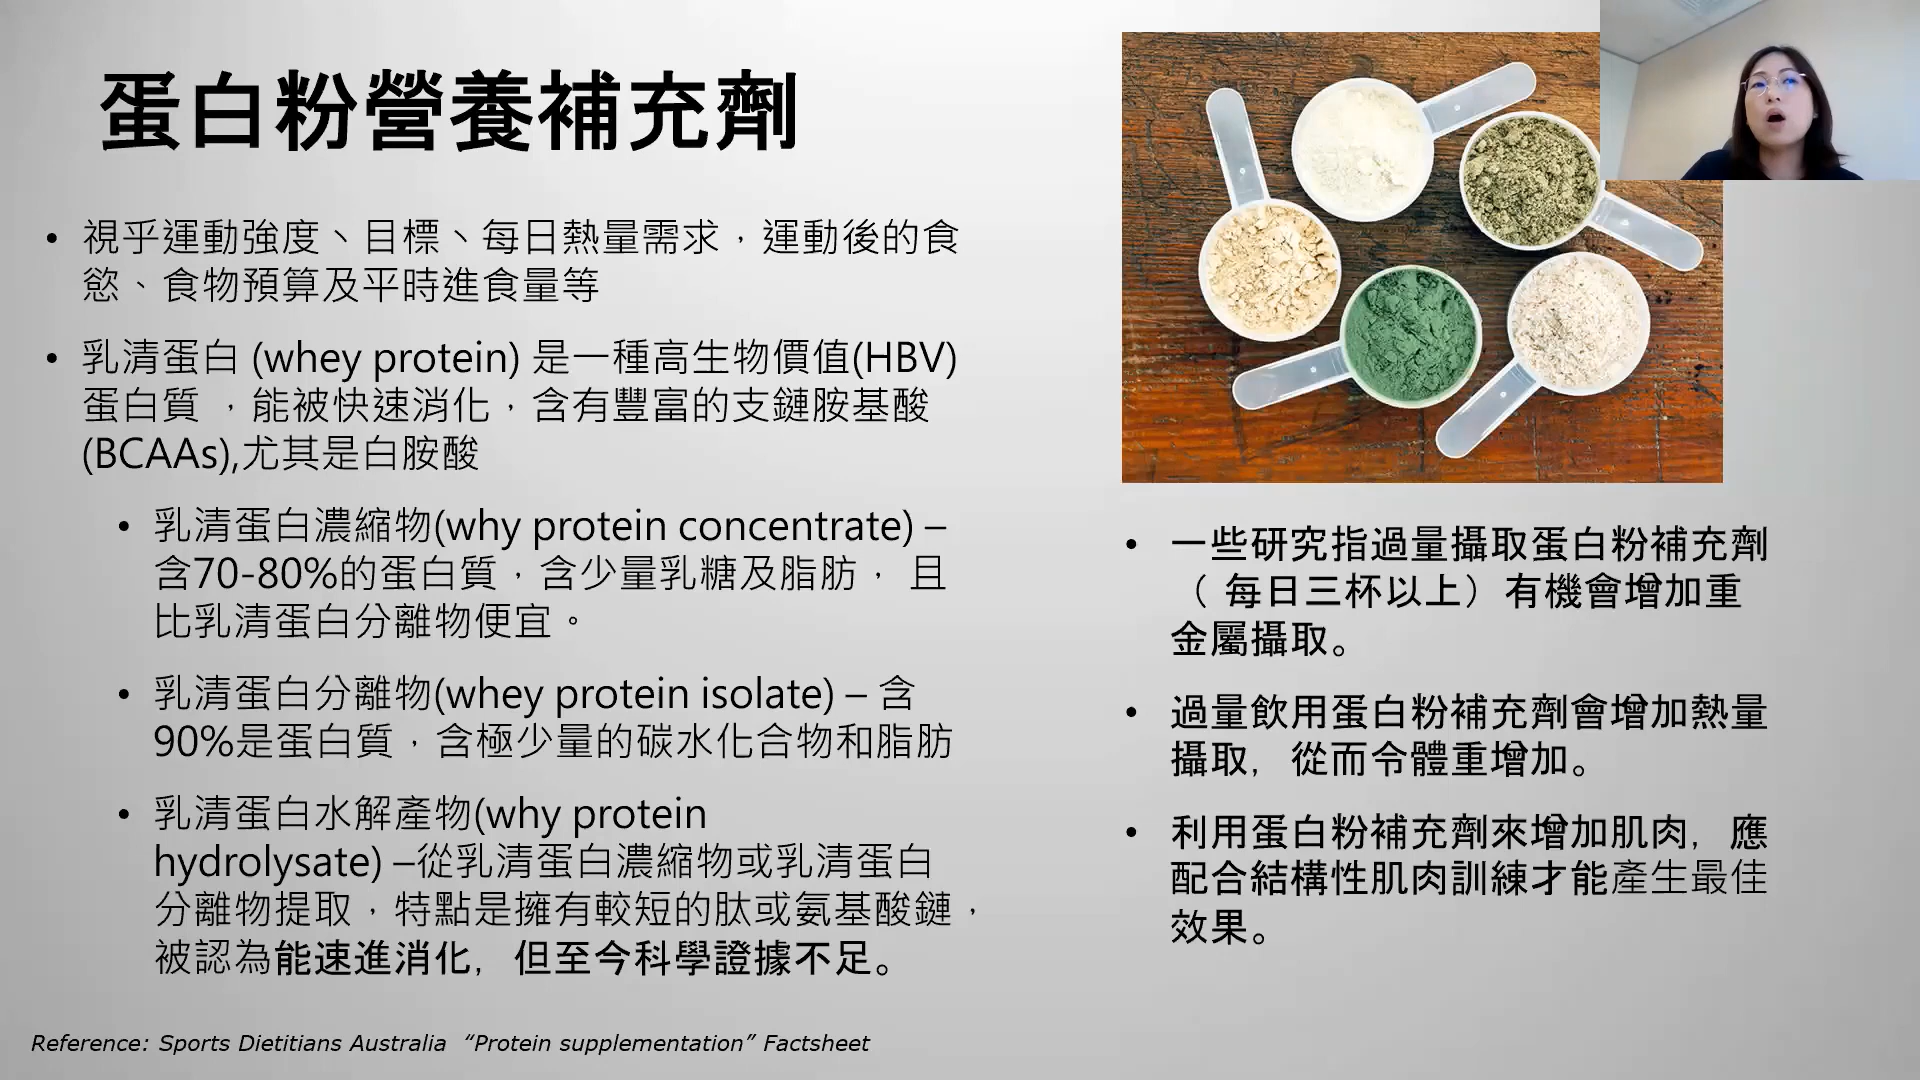 蛋白粉營養補充劑
• 視乎運動強度、目標、每日熱量需求，運動後的食
慾、食物預算及平時進食量等
• 乳清蛋白 (whey protein) 是一種高生物價值(HBV)
蛋白質 ，能被快速消化，含有豐富的支鏈胺基酸
(BCAAs),尤其是白胺酸
• 乳清蛋白濃縮物(why protein concentrate) –
含70-80%的蛋白質，含少量乳糖及脂肪， 且
比乳清蛋白分離物便宜。
• 乳清蛋白分離物(whey protein isolate) – 含
90%是蛋白質，含極少量的碳水化合物和脂肪
• 乳清蛋白水解產物(why protein
hydrolysate) –從乳清蛋白濃縮物或乳清蛋白
分離物提取，特點是擁有較短的肽或氨基酸鏈，
被認為能速進消化，但至今科學證據不足。
• 一些研究指過量攝取蛋白粉補充劑
（ 每日三杯以上）有機會增加重
金屬攝取。
• 過量飲用蛋白粉補充劑會增加熱量
攝取，從而令體重增加。
• 利用蛋白粉補充劑來增加肌肉，應
配合結構性肌肉訓練才能產生最佳
效果。
Reference: Sports Dietitians Australia “Protein supplementation” Factsheet